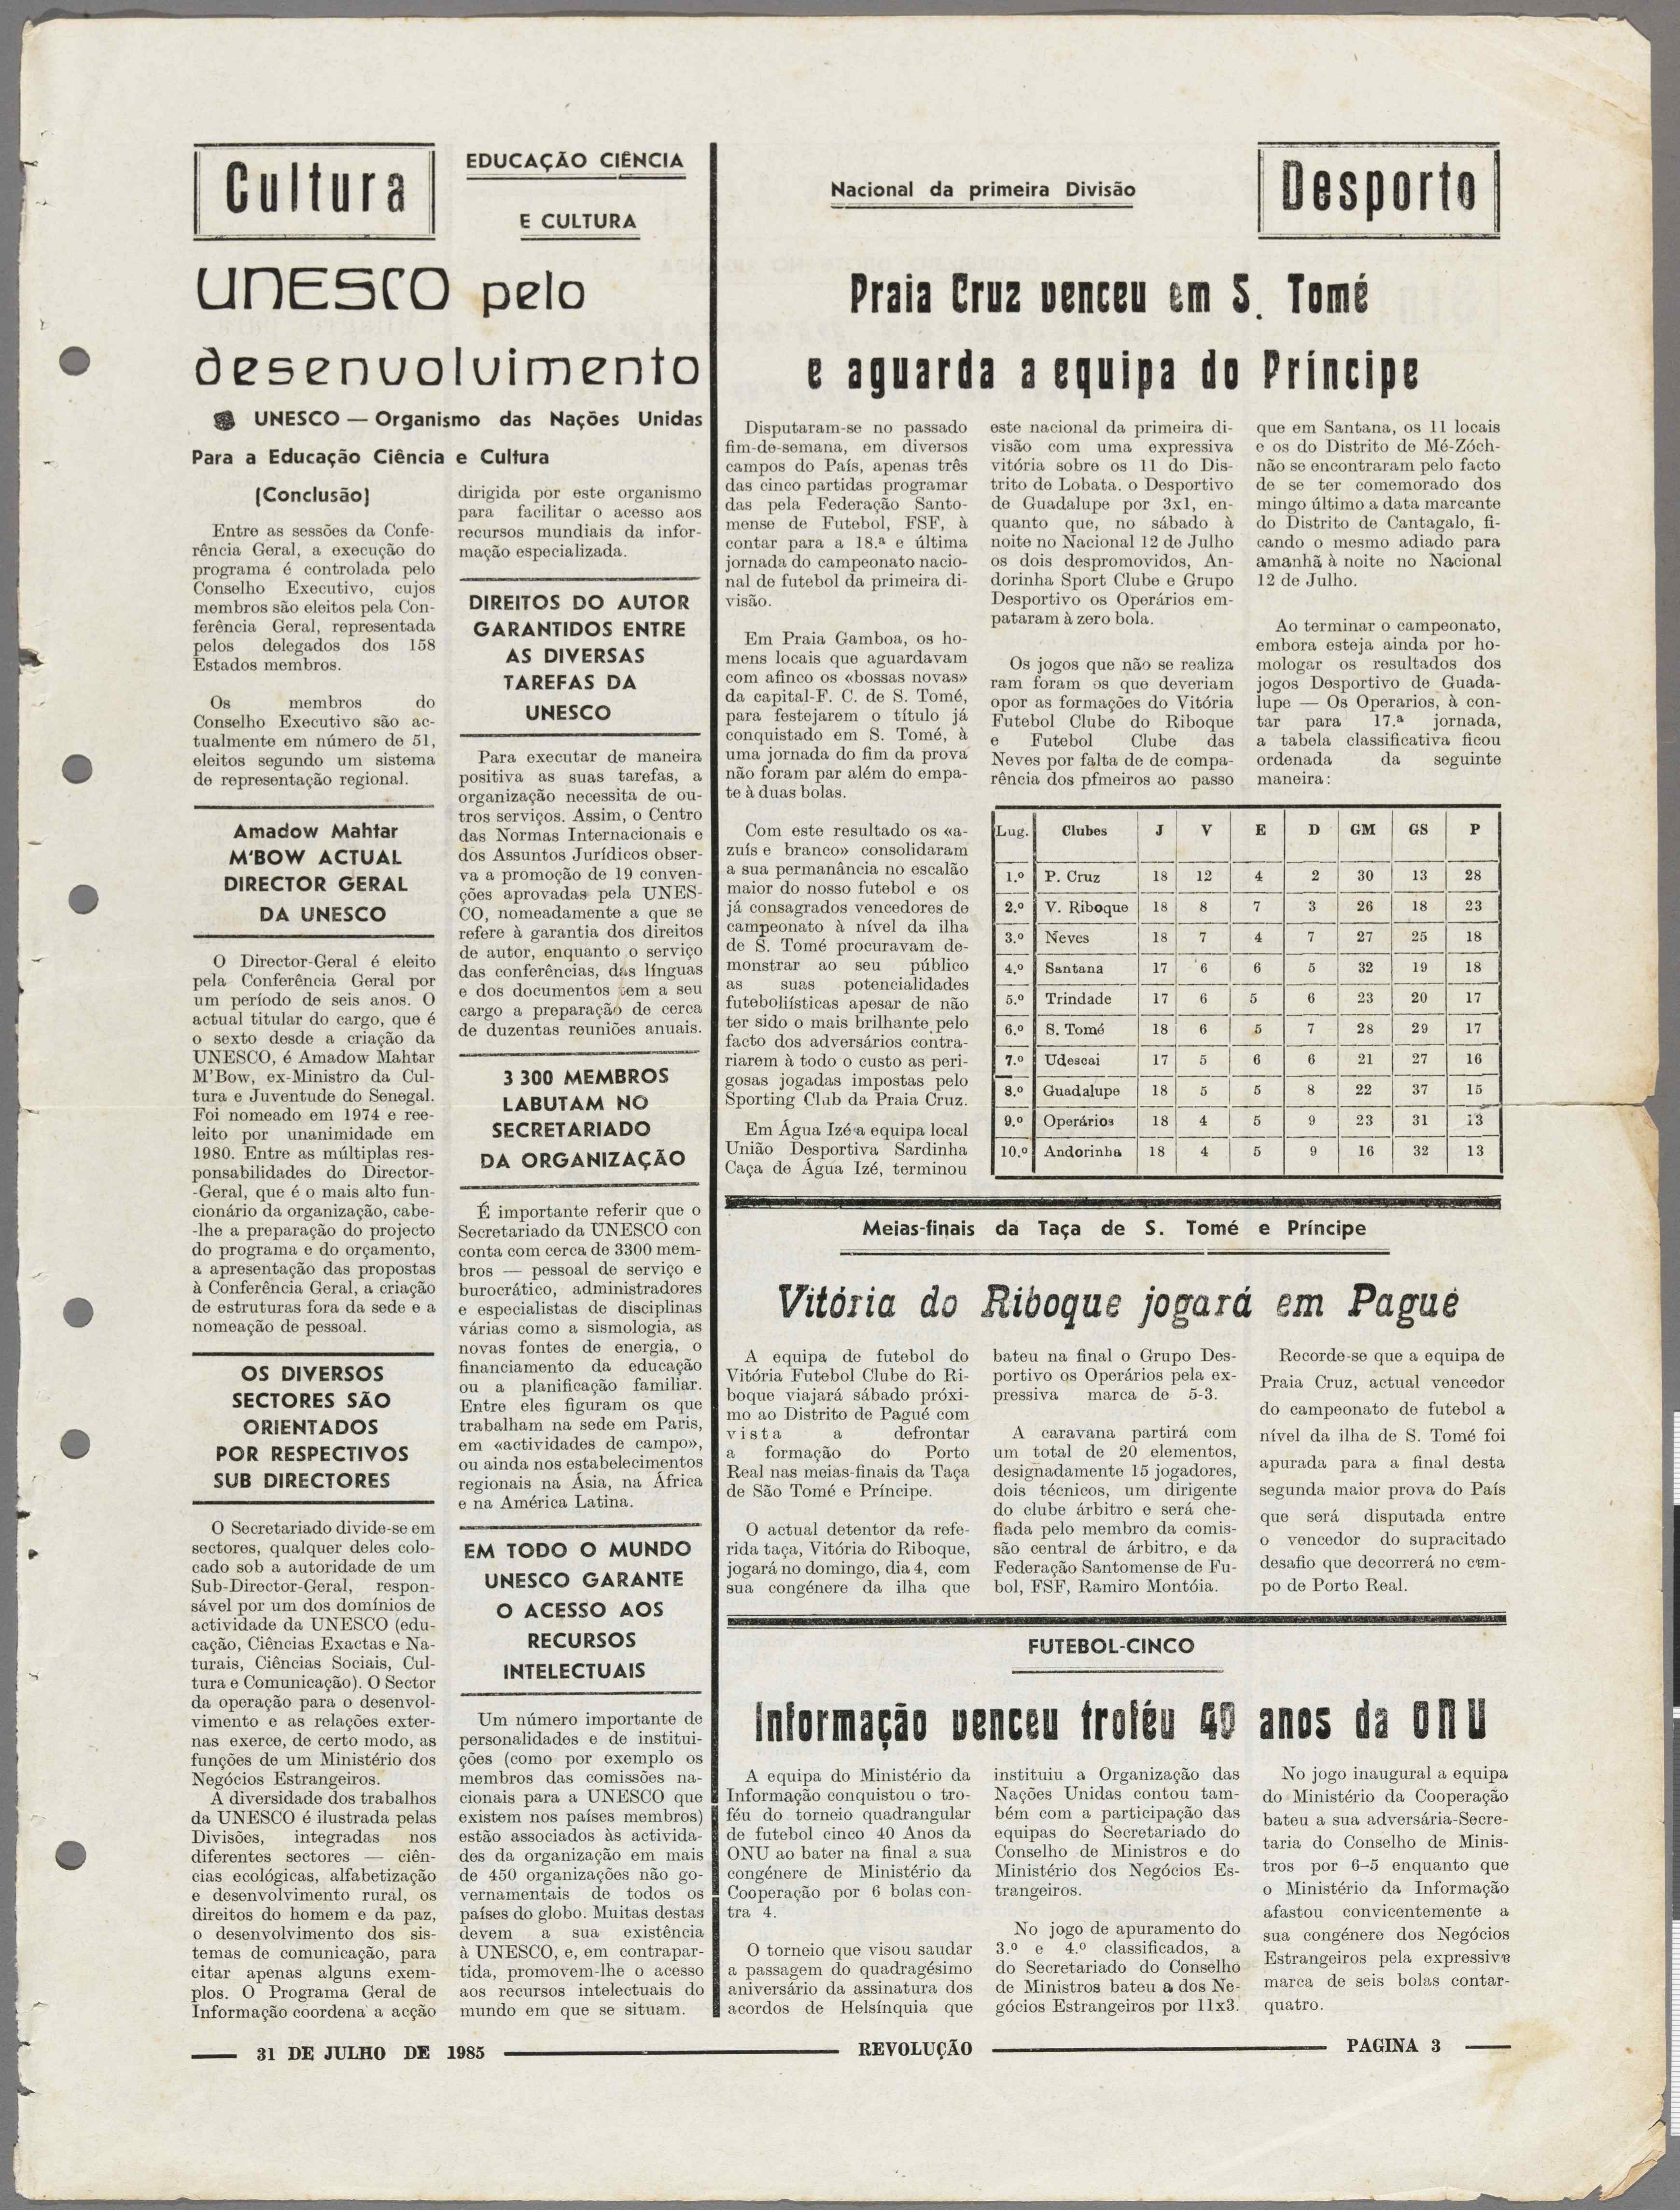 Cultura
EDUCAÇÃO CIÊNCIA
E CULTURA
UNESCO pelo
desenvolvimento
UNESCO — Organismo das Nações Unidas
Para a Educação Ciência e Cultura
(Conclusão)
Entre as sessões da Confe-
rência Geral, a execução do
programa é controlada pelo
Conselho Executivo, cujos
membros são eleitos pela Con-
ferência Geral, representada
pelos delegados dos 158
Estados membros.
Os membros do
Conselho Executivo são ac-
tualmente em número de 51,
eleitos segundo um sistema
de representação regional.
Amadow Mahtar
M'BOW ACTUAL
DIRECTOR GERAL
DA UNESCO
O Director-Geral é eleito
pela Conferência Geral por
um período de seis anos. O
actual titular do cargo, que é
o sexto desde a criação da
UNESCO, é Amadow Mahtar
M'Bow, ex-Ministro da Cul-
tura e Juventude do Senegal.
Foi nomeado em 1974 e ree-
leito por unanimidade em
1980. Entre as múltiplas res-
ponsabilidades do Director-
-Geral, que é o mais alto fun-
cionário da organização, cabe-
-lhe a preparação do projecto
do programa e do orçamento,
a apresentação das propostas
à Conferência Geral, a criação
de estruturas fora da sede e a
nomeação de pessoal.
OS DIVERSOS
SECTORES SÃO
ORIENTADOS
POR RESPECTIVOS
SUB DIRECTORES
O Secretariado divide-se em
sectores, qualquer deles colo-
cado sob a autoridade de um
Sub-Director-Geral, respon-
sável por um dos domínios de
actividade da UNESCO (edu-
cação, Ciências Exactas e Na-
turais, Ciências Sociais, Cul-
tura e Comunicação). O Sector
da operação para o desenvol-
vimento e as relações exter-
nas exerce, de certo modo, as
funções de um Ministério dos
Negócios Estrangeiros.
A diversidade dos trabalhos
da UNESCO é ilustrada pelas
Divisões, integradas nos
diferentes sectores — ciên-
cias ecológicas, alfabetização
e desenvolvimento rural, os
direitos do homem e da paz,
o desenvolvimento dos sis-
temas de comunicação, para
citar apenas alguns exem-
plos. O Programa Geral de
Informação coordena a acção
dirigida por este organismo
para facilitar o acesso aos
recursos mundiais da infor-
mação especializada.
DIREITOS DO AUTOR
GARANTIDOS ENTRE
AS DIVERSAS
TAREFAS DA
UNESCO
Para executar de maneira
positiva as suas tarefas, a
organização necessita de ou-
tros serviços. Assim, o Centro
das Normas Internacionais e
dos Assuntos Jurídicos obser-
va a promoção de 19 conven-
ções aprovadas pela UNES-
CO, nomeadamente a que se
refere à garantia dos direitos
de autor, enquanto o serviço
das conferências, das línguas
e dos documentos tem a seu
cargo a preparação de cerca
de duzentas reuniões anuais.
3 300 MEMBROS
LABUTAM NO
SECRETARIADO
DA ORGANIZAÇÃO
É importante referir que o
Secretariado da UNESCO con
conta com cerca de 3300 mem-
bros — pessoal de serviço e
burocrático, administradores
e especialistas de disciplinas
várias como a sismologia, as
novas fontes de energia, o
financiamento da educação
ou a planificação familiar.
Entre eles figuram os que
trabalham na sede em Paris,
em «actividades de campo»,
ou ainda nos estabelecimentos
regionais na Ásia, na África
e na América Latina.
EM TODO O MUNDO
UNESCO GARANTE
O ACESSO AOS
RECURSOS
INTELECTUAIS
Um número importante de
personalidades e de institui-
ções (como por exemplo os
membros das comissões na-
cionais para a UNESCO que
existem nos países membros)
estão associados às activida-
des da organização em mais
de 450 organizações não go-
vernamentais de todos os
países do globo. Muitas destas
devem a sua existência
à UNESCO, e, em contrapar-
tida, promovem-lhe o acesso
aos recursos intelectuais do
mundo em que se situam.
Nacional da primeira Divisão
Desporto
Praia Cruz venceu em S. Tomé
e aguarda a equipa do Príncipe
Disputaram-se no passado
fim-de-semana, em diversos
campos do País, apenas três
das cinco partidas programar
das pela Federação Santo-
mense de Futebol, FSF, à
contar para a 18.ª e última
jornada do campeonato nacio-
nal de futebol da primeira di-
visão.
Em Praia Gamboa, os ho-
mens locais que aguardavam
com afinco os «bossas novas»
da capital-F. C. de S. Tomé,
para festejarem o título já
conquistado em S. Tomé, à
uma jornada do fim da prova
não foram par além do empa-
te à duas bolas.
Com este resultado os «a-
zuís e branco» consolidaram
a sua permanância no escalão
maior do nosso futebol e os
já consagrados vencedores de
campeonato à nível da ilha
de S. Tomé procuravam de-
monstrar ao seu público
as suas potencialidades
futeboliísticas apesar de não
ter sido o mais brilhante pelo
facto dos adversários contra-
riarem à todo o custo as peri-
gosas jogadas impostas pelo
Sporting Club da Praia Cruz.
Em Água Izé a equipa local
União Desportiva Sardinha
Caça de Água Izé, terminou
este nacional da primeira di-
visão com uma expressiva
vitória sobre os 11 do Dis-
trito de Lobata. o Desportivo
de Guadalupe por 3x1, en-
quanto que, no sábado à
noite no Nacional 12 de Julho
os dois despromovidos, An-
dorinha Sport Clube e Grupo
Desportivo os Operários em-
pataram à zero bola.
Os jogos que não se realiza
ram foram os que deveriam
opor as formações do Vitória
Futebol Clube do Riboque
e Futebol Clube das
Neves por falta de de compa-
rência dos pfmeiros ao passo
que em Santana, os 11 locais
e os do Distrito de Mé-Zóch-
não se encontraram pelo facto
de se ter comemorado dos
mingo último a data marcante
do Distrito de Cantagalo, fi-
cando o mesmo adiado para
amanhã à noite no Nacional
12 de Julho.
Ao terminar o campeonato,
embora esteja ainda por ho-
mologar os resultados dos
jogos Desportivo de Guada-
lupe — Os Operarios, à con-
tar para 17.ª jornada,
a tabela classificativa ficou
ordenada da seguinte
maneira:
Lug. Clubes J V E D GM GS P
1.º P. Cruz 18 12 4 2 30 13 28
2.º V. Riboque 18 8 7 3 26 18 23
3.º Neves 18 7 4 7 27 25 18
4.º Santana 17 6 6 5 32 19 18
5.º Trindade 17 6 5 6 23 20 17
6.º S. Tomé 18 6 5 7 28 29 17
7.º Udescai 17 5 6 6 21 27 16
8.º Guadalupe 18 5 5 8 22 37 15
9.º Operários 18 4 5 9 23 31 13
10.º Andorinha 18 4 5 9 16 32 13
Meias-finais da Taça de S. Tomé e Príncipe
Vitória do Riboque jogará em Pagué
A equipa de futebol do
Vitória Futebol Clube do Ri-
boque viajará sábado próxi-
mo ao Distrito de Pagué com
vista a defrontar
a formação do Porto
Real nas meias-finais da Taça
de São Tomé e Príncipe.
O actual detentor da refe-
rida taça, Vitória do Riboque,
jogará no domingo, dia 4, com
sua congénere da ilha que
bateu na final o Grupo Des-
portivo os Operários pela ex-
pressiva marca de 5-3.
A caravana partirá com
um total de 20 elementos,
designadamente 15 jogadores,
dois técnicos, um dirigente
do clube árbitro e será che-
fiada pelo membro da comis-
são central de árbitro, e da
Federação Santomense de Fu-
bol, FSF, Ramiro Montóia.
Recorde-se que a equipa de
Praia Cruz, actual vencedor
do campeonato de futebol a
nível da ilha de S. Tomé foi
apurada para a final desta
segunda maior prova do País
que será disputada entre
o vencedor do supracitado
desafio que decorrerá no cem-
po de Porto Real.
FUTEBOL-CINCO
Informação venceu troféu 40 anos da ONU
A equipa do Ministério da
Informação conquistou o tro-
féu do torneio quadrangular
de futebol cinco 40 Anos da
ONU ao bater na final a sua
congénere de Ministério da
Cooperação por 6 bolas con-
tra 4.
O torneio que visou saudar
a passagem do quadragésimo
aniversário da assinatura dos
acordos de Helsínquia que
instituiu a Organização das
Nações Unidas contou tam-
bém com a participação das
equipas do Secretariado do
Conselho de Ministros e do
Ministério dos Negócios Es-
trangeiros.
No jogo de apuramento do
3.º e 4.º classificados, a
do Secretariado do Conselho
de Ministros bateu a dos Ne-
gócios Estrangeiros por 11x3.
No jogo inaugural a equipa
do Ministério da Cooperação
bateu a sua adversária-Secre-
taria do Conselho de Minis-
tros por 6-5 enquanto que
o Ministério da Informação
afastou convicentemente a
sua congénere dos Negócios
Estrangeiros pela expressive
marca de seis bolas contar-
quatro.
31 DE JULHO DE 1985
REVOLUÇÃO
PAGINA 3